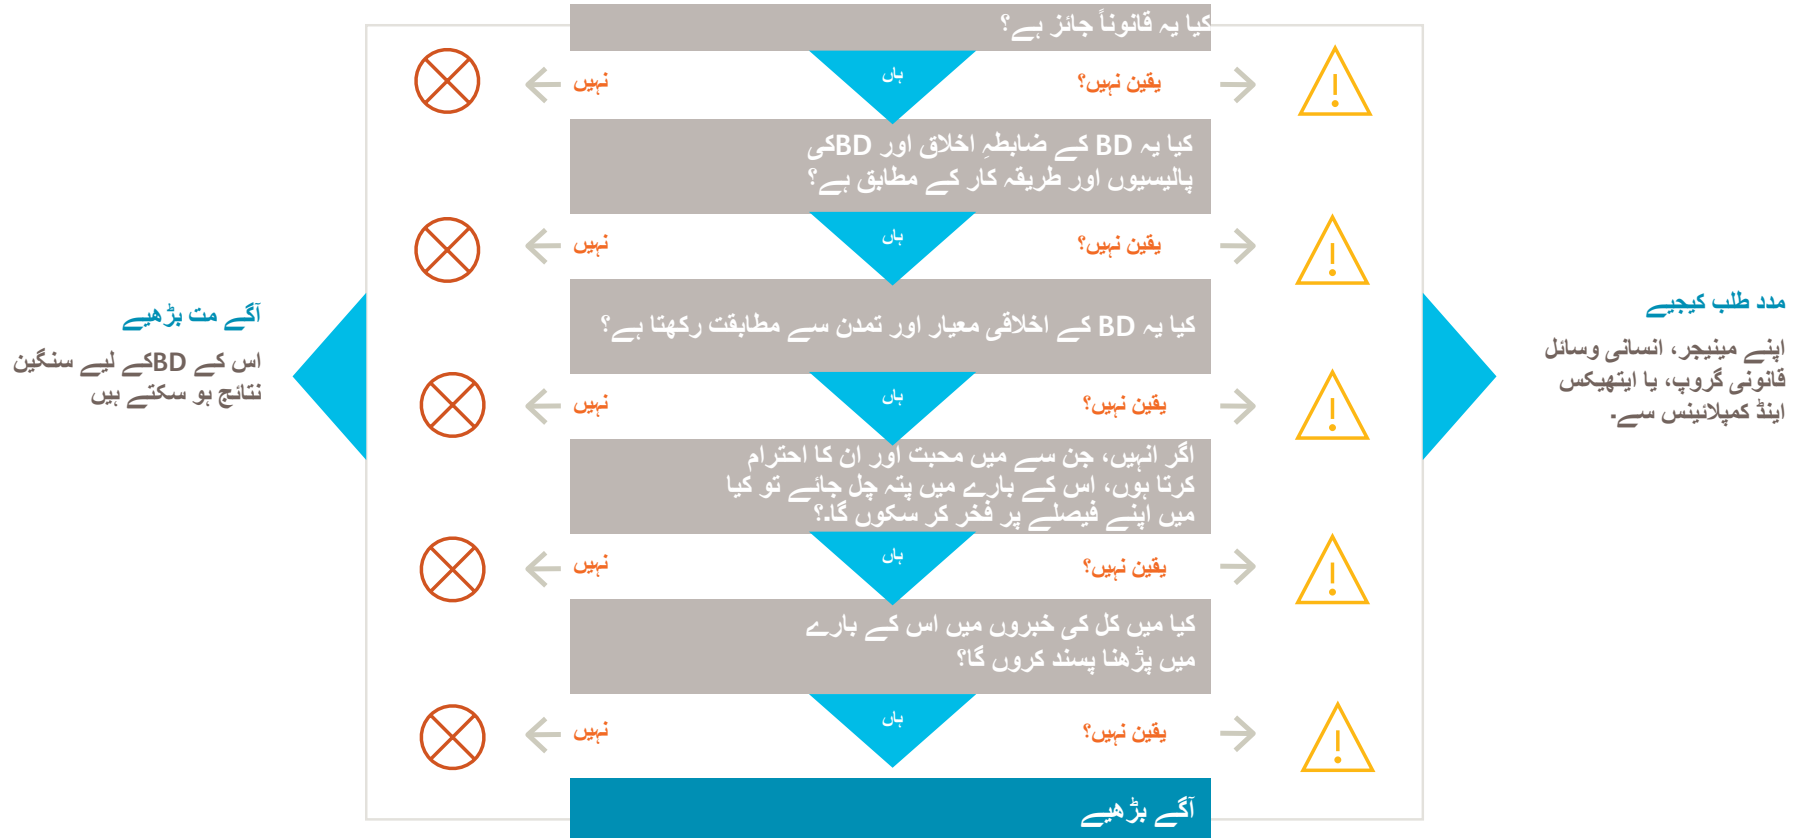 کیا یہ قانوناً جائز ہے؟
ہاں
یقین نہیں؟
نہیں
کیا یہ BD کے ضابطہِ اخلاق اور BDکی
پالیسیوں اور طریقہ کار کے مطابق ہے؟
ہاں
یقین نہیں؟
نہیں
کیا یہ BD کے اخلاقی معیار اور تمدن سے مطابقت رکھتا ہے؟
ہاں
یقین نہیں؟
نہیں
اگر انہیں، جن سے میں محبت اور ان کا احترام
کرتا ہوں، اس کے بارے میں پتہ چل جائے تو کیا
میں اپنے فیصلے پر فخر کر سکوں گا۔؟
ہاں
یقین نہیں؟
نہیں
کیا میں کل کی خبروں میں اس کے بارے
میں پڑھنا پسند کروں گا؟
ہاں
یقین نہیں؟
نہیں
آگے بڑھیے
مدد طلب کیجیے
اپنے مینیجر، انسانی وسائل
قانونی گروپ، یا ایتھیکس
اینڈ کمپلائینس سے۔
آگے مت بڑھیے
اس کے BDکے لیے سنگین
نتائج ہو سکتے ہیں